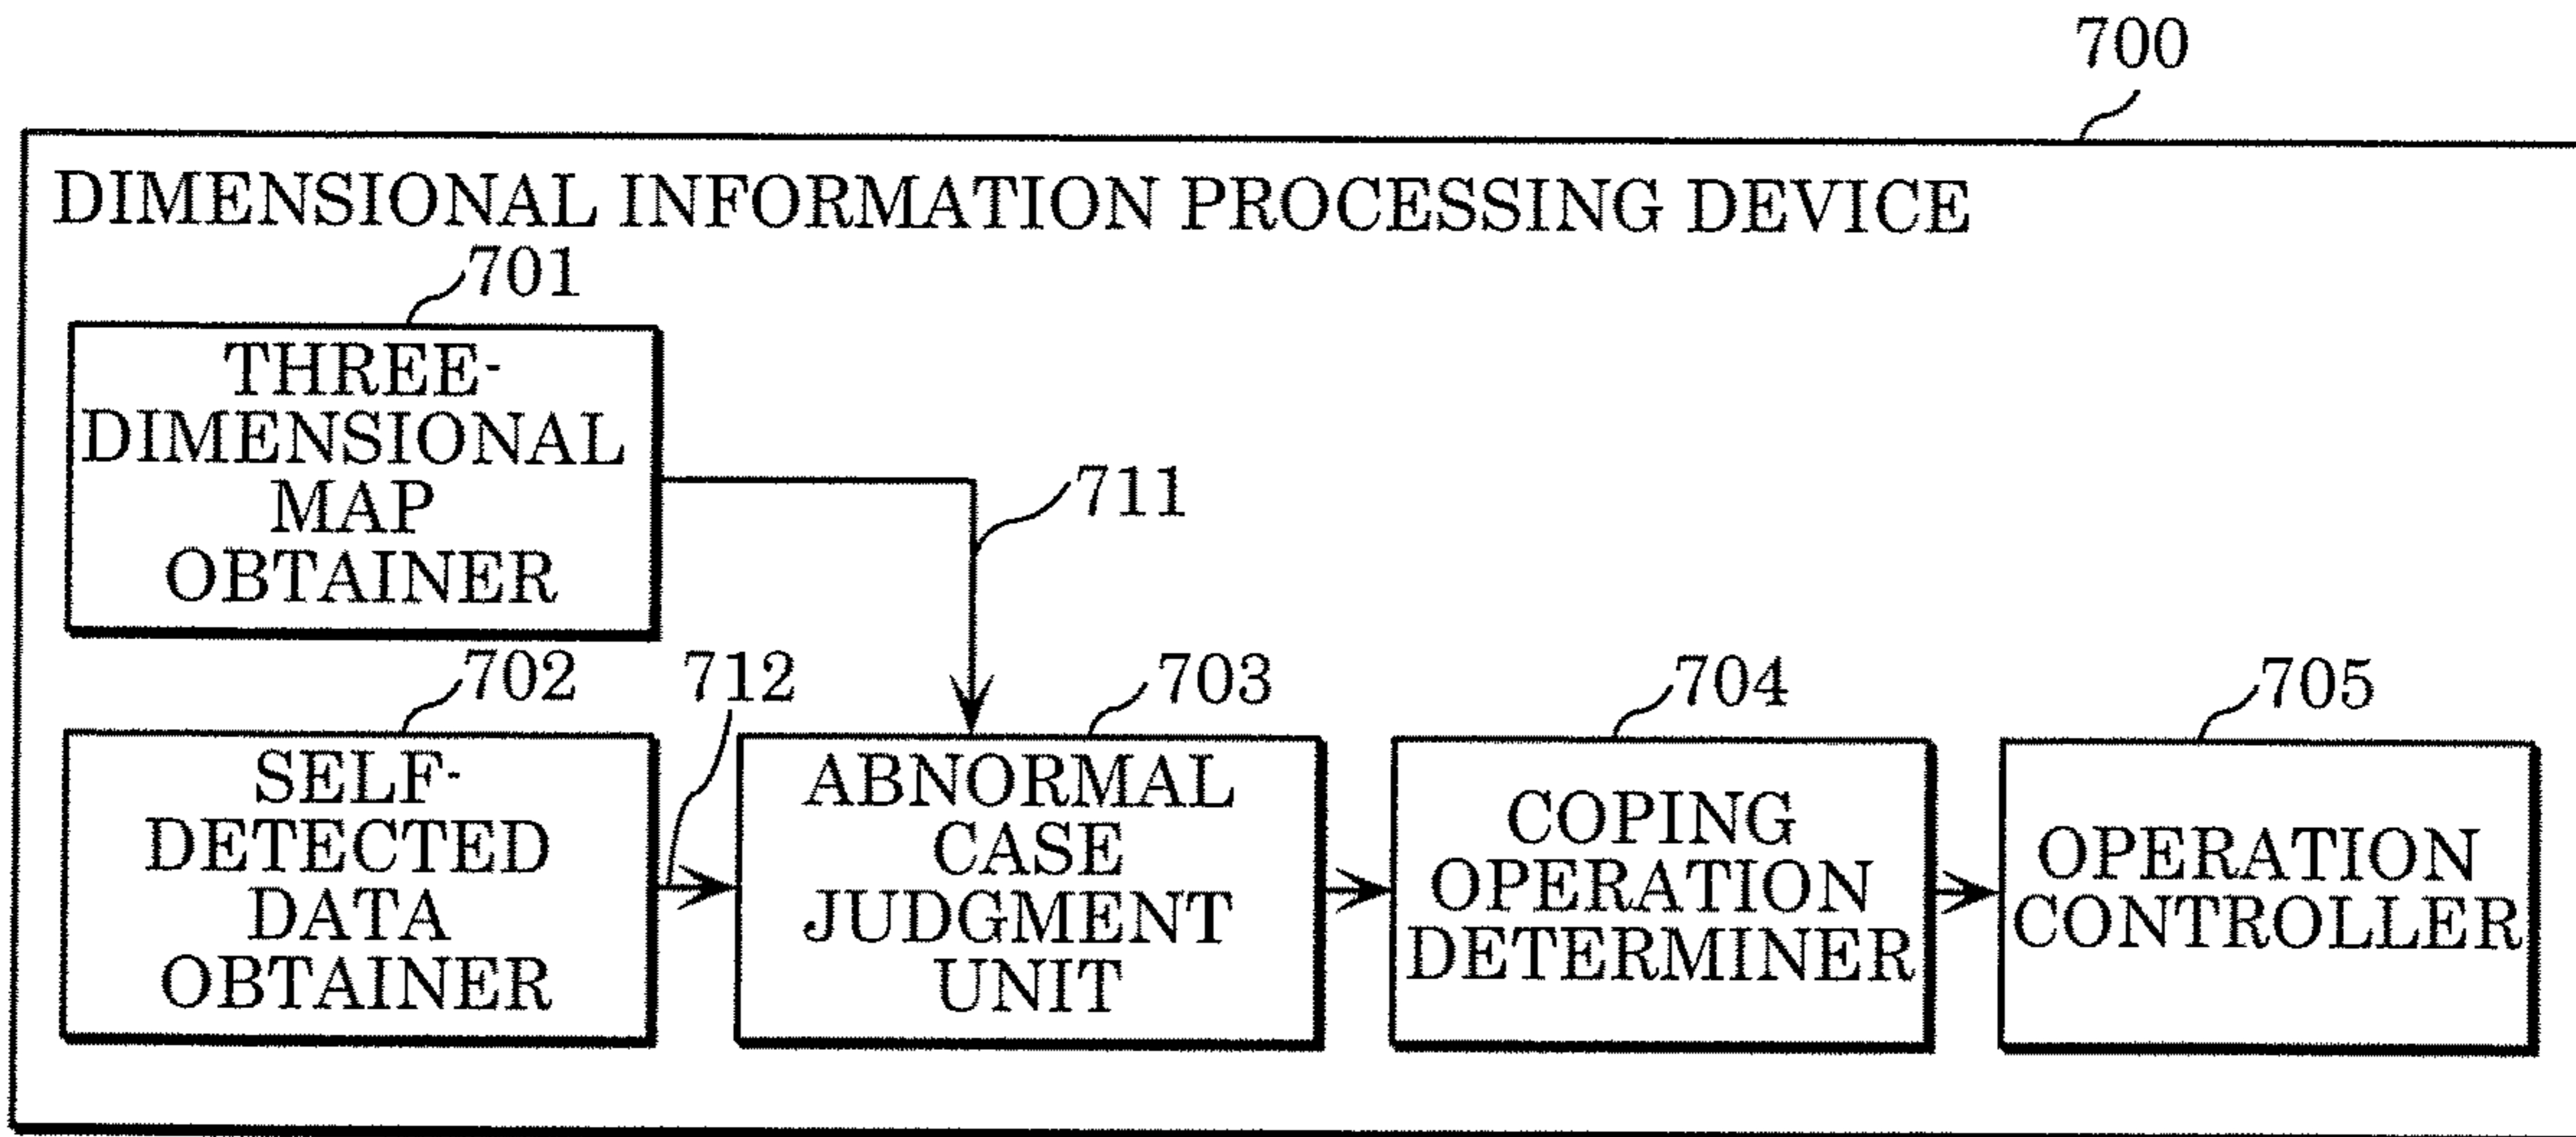 700
DIMENSIONAL INFORMATION PROCESSING DEVICE
701
THREE-
DIMENSIONAL
MAP
OBTAINER
711
702
SELF-
DETECTED
DATA
OBTAINER
712
703
ABNORMAL
CASE
JUDGMENT
UNIT
704
COPING
OPERATION
DETERMINER
705
OPERATION
CONTROLLER